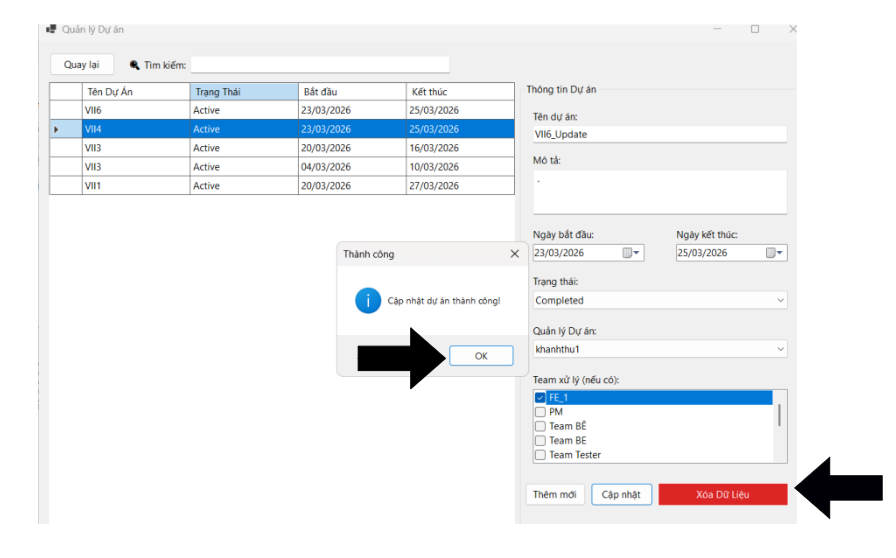 Quản lý Dự án
Quay lại Tìm kiếm:
Tên Dự Án Trạng Thái Bắt đầu Kết thúc
VII6 Active 23/03/2026 25/03/2026
VII4 Active 23/03/2026 25/03/2026
VII3 Active 20/03/2026 16/03/2026
VII3 Active 04/03/2026 10/03/2026
VII1 Active 20/03/2026 27/03/2026
Thông tin Dự án
Tên dự án:
VII6_Update
Mô tả:
.
Ngày bắt đầu: Ngày kết thúc:
23/03/2026 25/03/2026
Trạng thái:
Completed
Quản lý Dự án:
khanhthu1
Team xử lý (nếu có):
FE_1
PM
Team BÊ
Team BE
Team Tester
Thêm mới Cập nhật Xóa Dữ Liệu
Thành công
Cập nhật dự án thành công!
OK